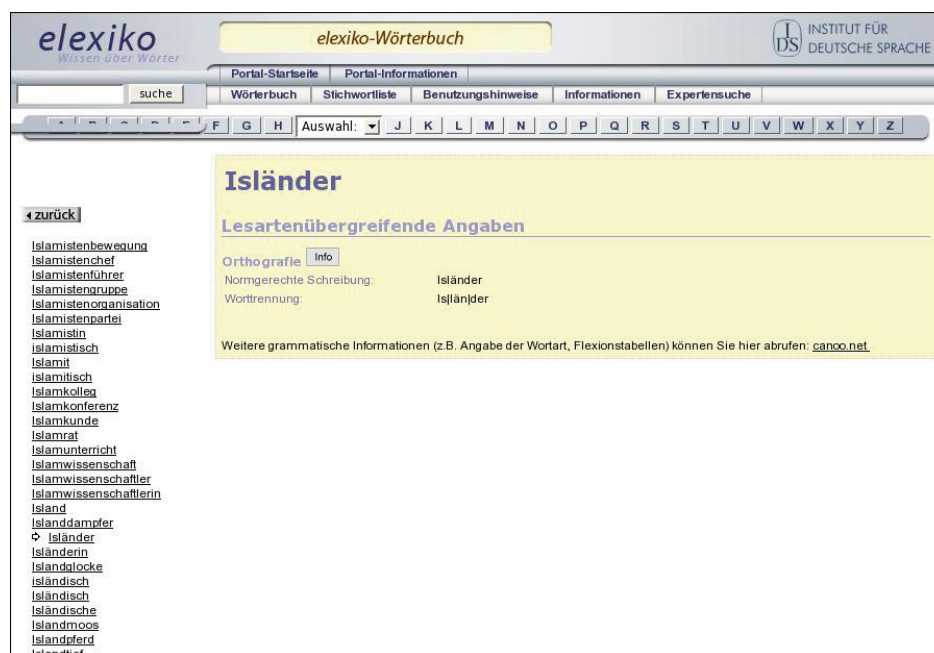 elexiko
Wissen über Wörter
elexiko-Wörterbuch
INSTITUT FÜR
DEUTSCHE SPRACHE
IDS
Portal-Startseite Portal-Informationen
suche
Wörterbuch Stichwortliste Benutzungshinweise Informationen Expertensuche
F G H Auswahl: J K L M N O P Q R S T U V W X Y Z
Isländer
zurück
Lesartenübergreifende Angaben
Orthografie Info
Normgerechte Schreibung: Isländer
Worttrennung: Is|län|der
Weitere grammatische Informationen (z.B. Angabe der Wortart, Flexionstabellen) können Sie hier abrufen: canoo.net
Islamistenbewegung
Islamistenchef
Islamistenführer
Islamistengruppe
Islamistenorganisation
Islamistenpartei
Islamistin
islamistisch
Islamit
islamitisch
Islamkolleg
Islamkonferenz
Islamkunde
Islamrat
Islamunterricht
Islamwissenschaft
Islamwissenschaftler
Islamwissenschaftlerin
Island
Islanddampfer
Isländer
Isländerin
Islandglocke
isländisch
Isländisch
Isländische
Islandmoos
Islandpferd